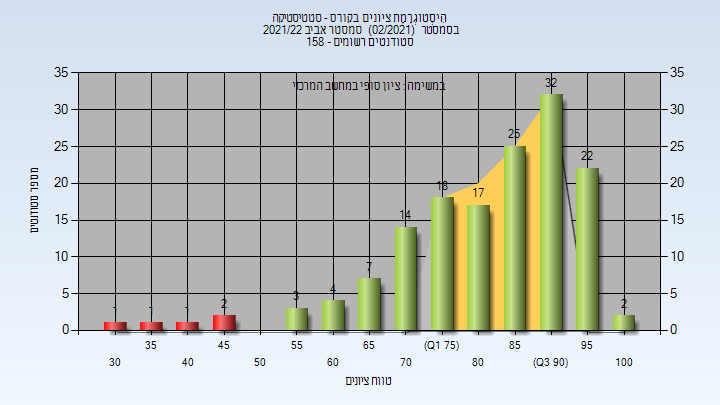 הִיסְטוֹגְרָמַת ציונים בקורס - סטטיסטיקה
בסמסטר (02/2021) סמסטר אביב 2021/22
סטודנטים רשומים - 158
במשימה : ציון סופי במחשב המרכזי
מספר סטודנטים
35 35
30 30
25 25
20 20
15 15
10 10
5 5
0 0
1 1 1 2 3 4 7 14 18 17 25 32 22 2
35 45 55 65 (Q1 75) 85 95
30 40 50 60 70 80 (Q3 90) 100
טווח ציונים